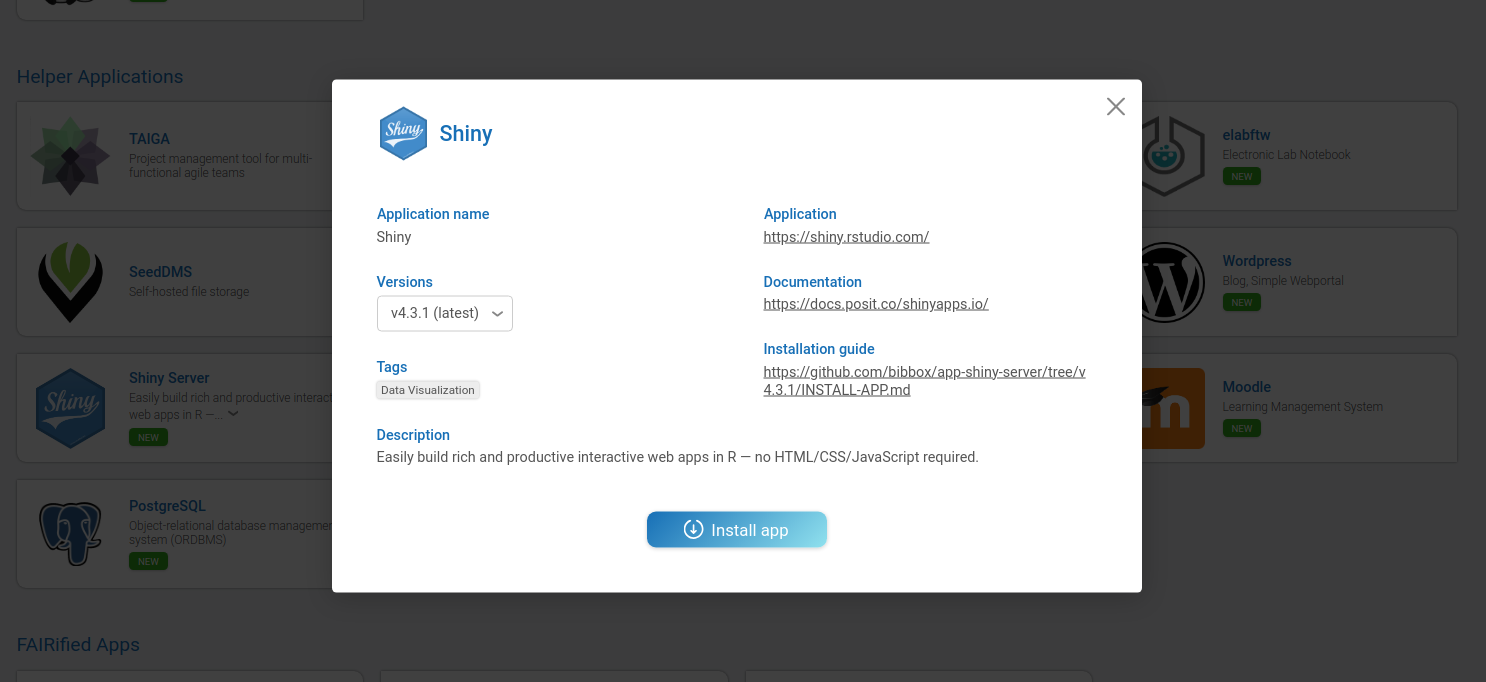 Helper Applications
TAIGA
Project management tool for multi-
functional agile teams
SeedDMS
Self-hosted file storage
Shiny
Shiny Server
Easily build rich and productive interact
web apps in R —...
NEW
PostgreSQL
Object-relational database managemen
system (ORDBMS)
NEW
FAIRified Apps
Shiny
Shiny
Application name
Shiny
Versions
v4.3.1 (latest)
Tags
Data Visualization
Description
Easily build rich and productive interactive web apps in R — no HTML/CSS/JavaScript required.
Application
https://shiny.rstudio.com/
Documentation
https://docs.posit.co/shinyapps.io/
Installation guide
https://github.com/bibbox/app-shiny-server/tree/v
4.3.1/INSTALL-APP.md
Install app
elabftw
Electronic Lab Notebook
NEW
Wordpress
Blog, Simple Webportal
NEW
Moodle
Learning Management System
NEW